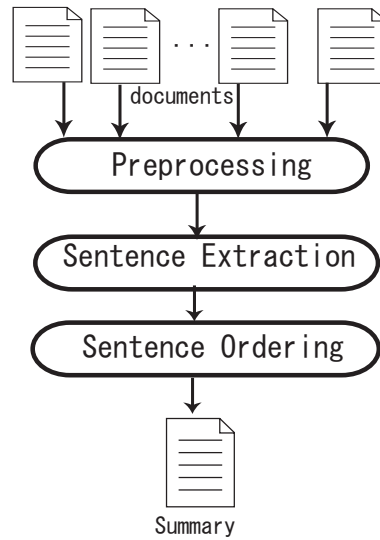 ...
documents
Preprocessing
Sentence Extraction
Sentence Ordering
Summary